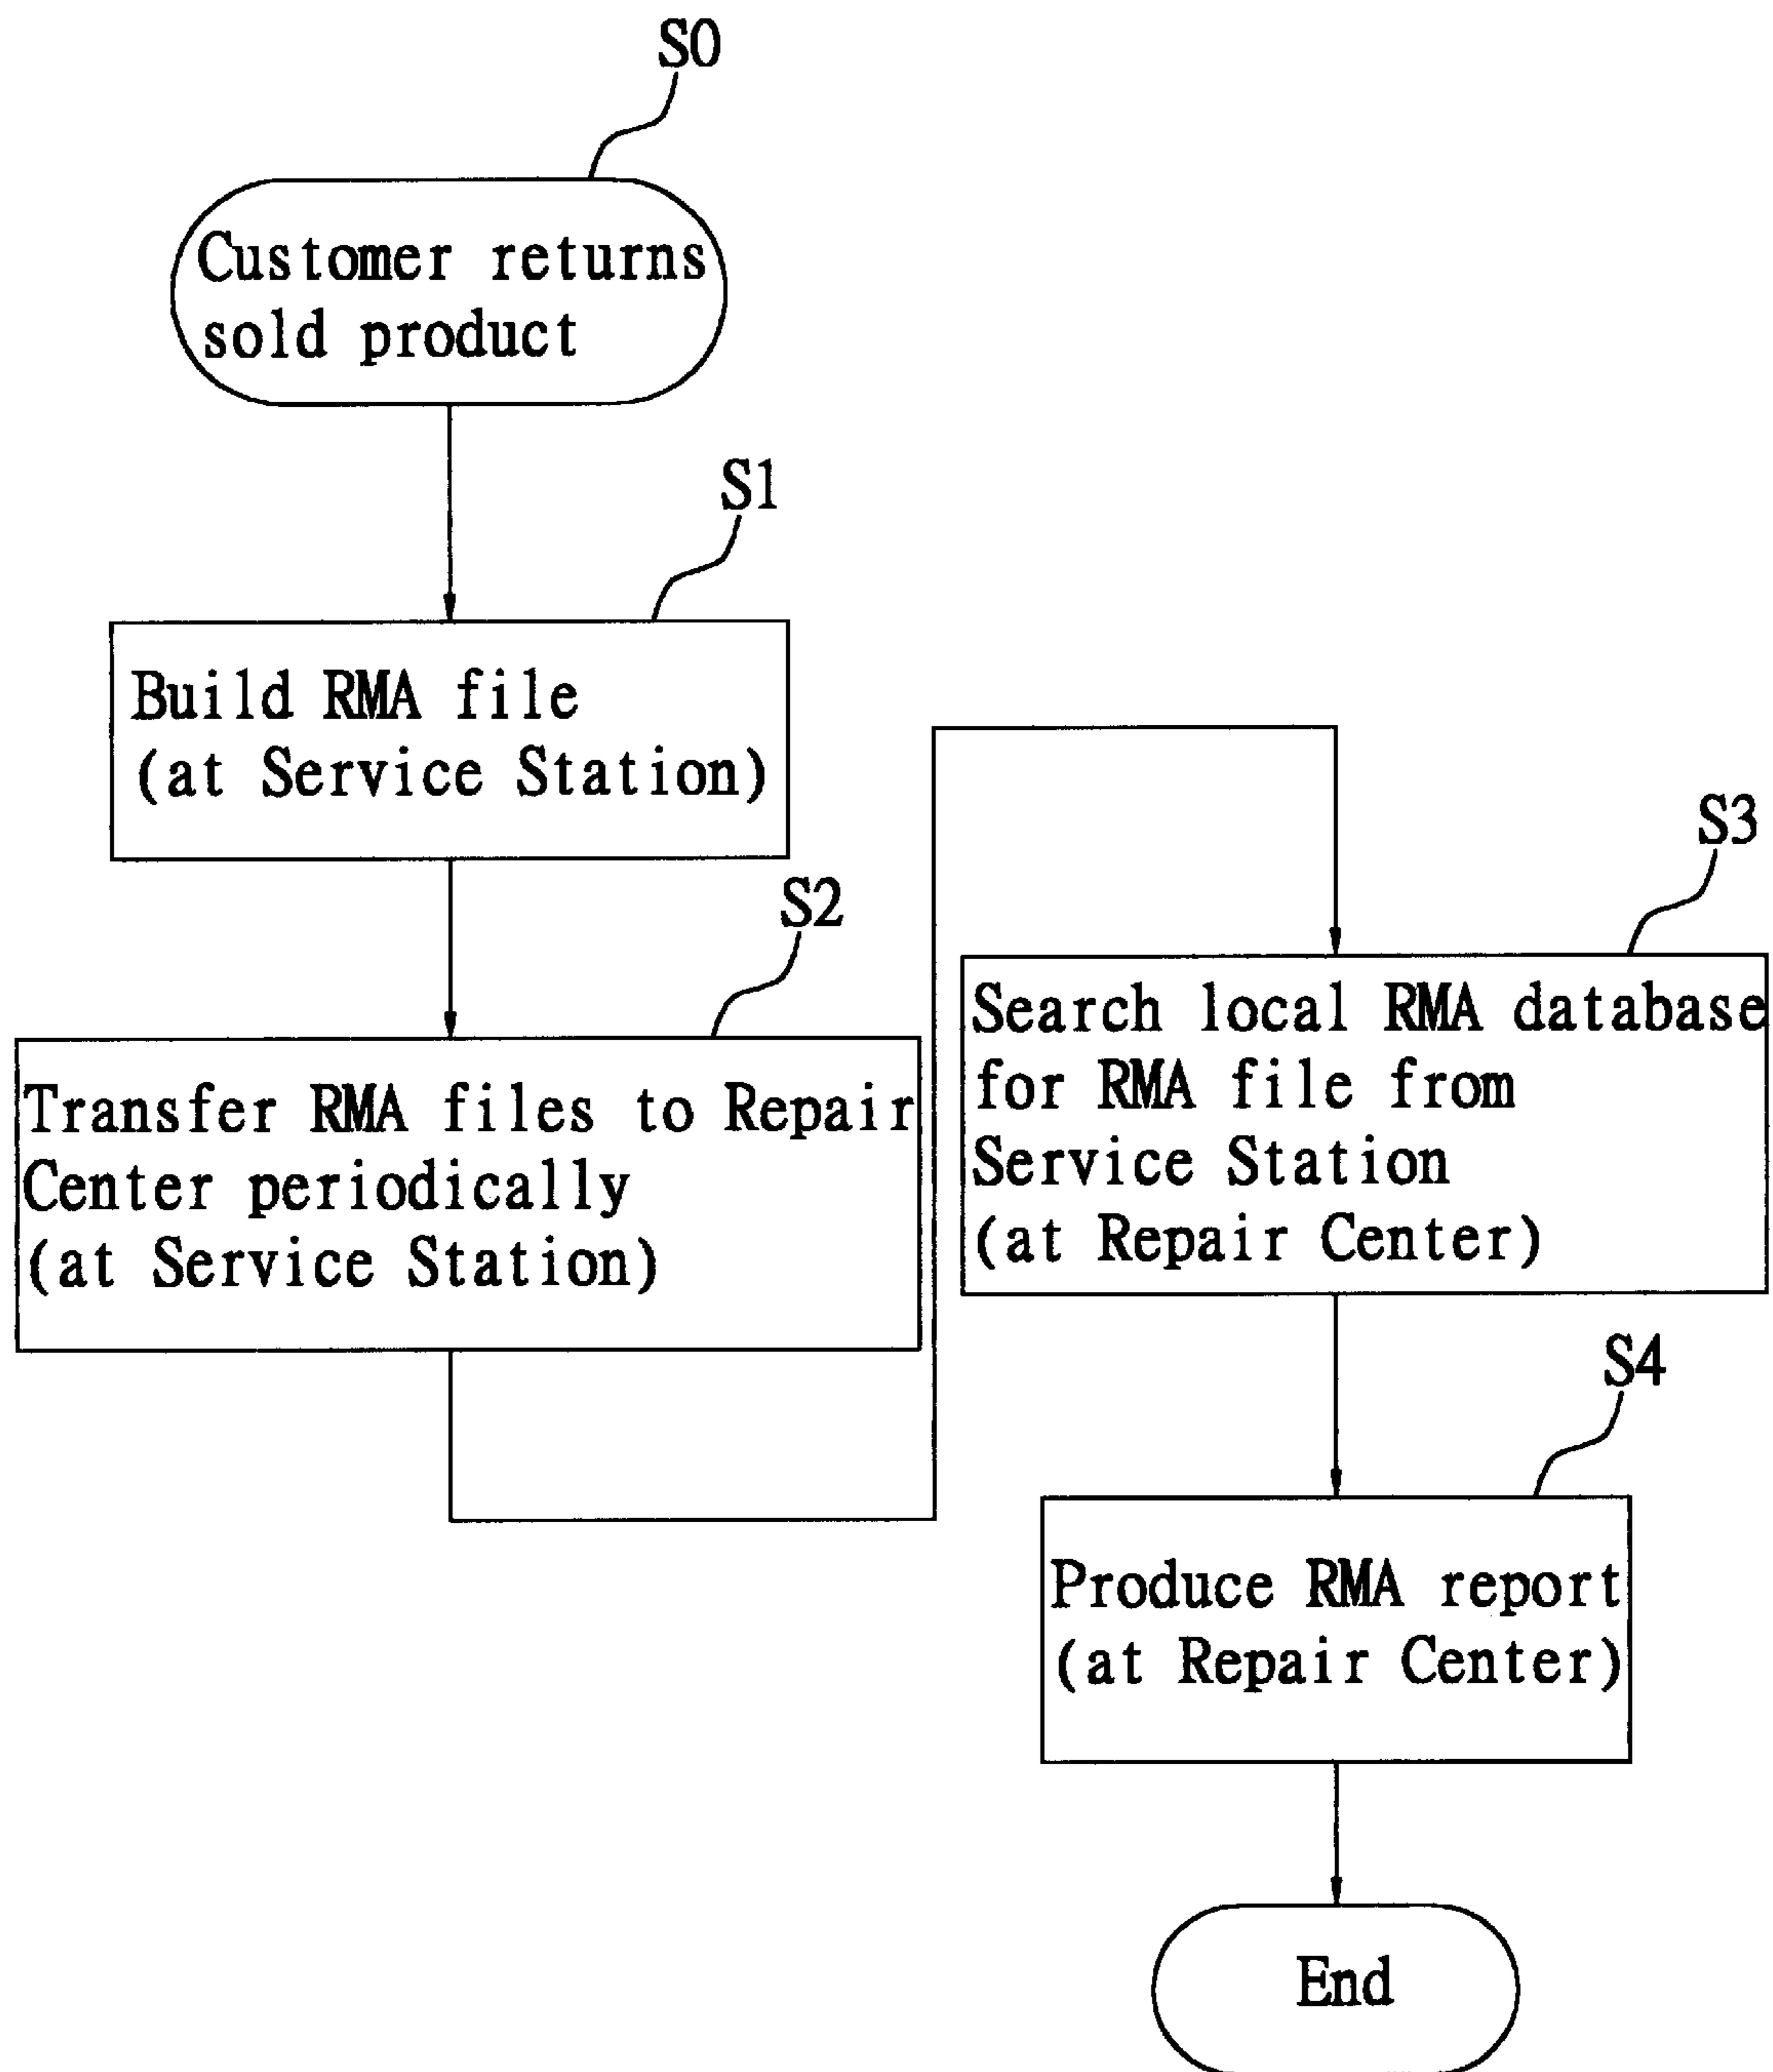 S0
Customer returns
sold product
S1
Build RMA file
(at Service Station)
S2
Transfer RMA files to Repair
Center periodically
(at Service Station)
S3
Search local RMA database
for RMA file from
Service Station
(at Repair Center)
S4
Produce RMA report
(at Repair Center)
End